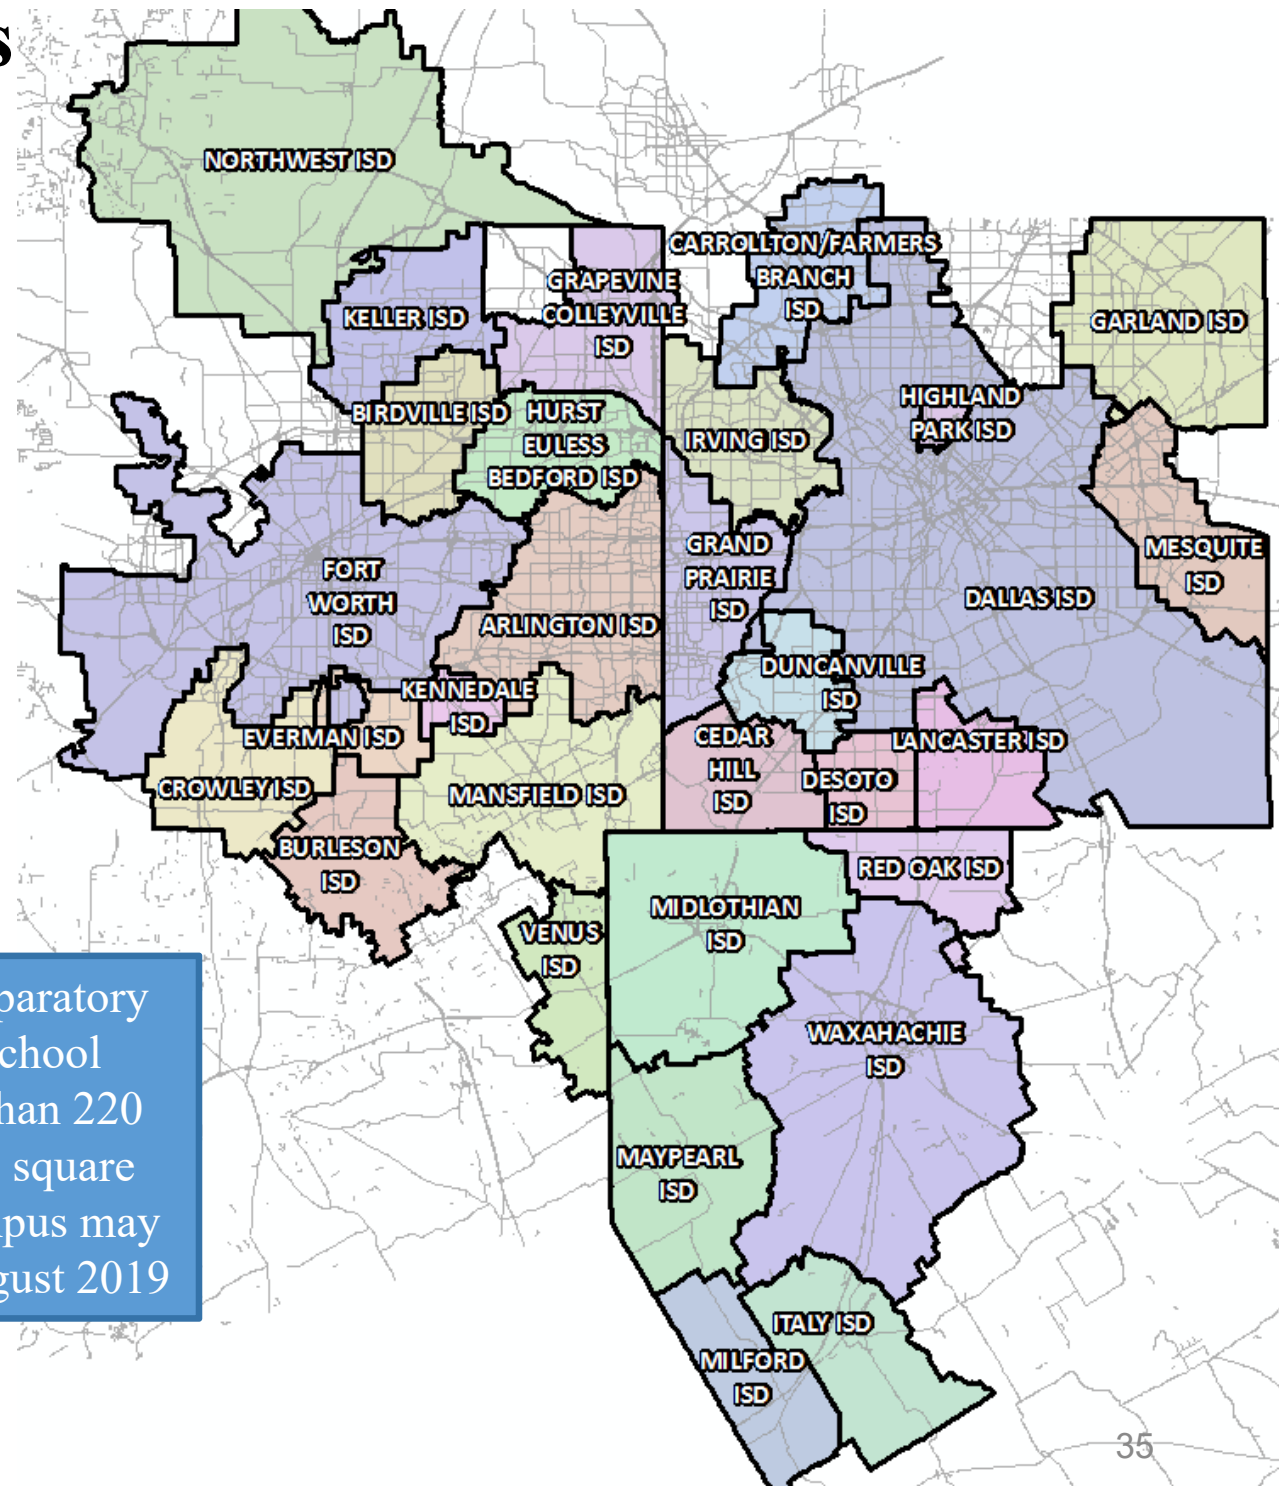 s
NORTHWEST ISD
CARROLLTON/FARMERS
BRANCH
ISD
GRAPEVINE
COLLEYVILLE
ISD
KELLER ISD
GARLAND ISD
HIGHLAND
PARK ISD
BIRDVILLE ISD
HURST
EULESS
BEDFORD ISD
IRVING ISD
GRAND
PRAIRIE
ISD
MESQUITE
ISD
FORT
WORTH
ISD
DALLAS ISD
ARLINGTON ISD
DUNCANVILLE
ISD
KENNEDALE
ISD
EVERMAN ISD
CEDAR
HILL
ISD
LANCASTER ISD
DESOTO
ISD
CROWLEY ISD
MANSFIELD ISD
BURLESON
ISD
RED OAK ISD
MIDLOTHIAN
ISD
VENUS
ISD
paratory
chool
han 220
square
pus may
gust 2019
WAXAHACHIE
ISD
MAYPEARL
ISD
ITALY ISD
MILFORD
ISD
35